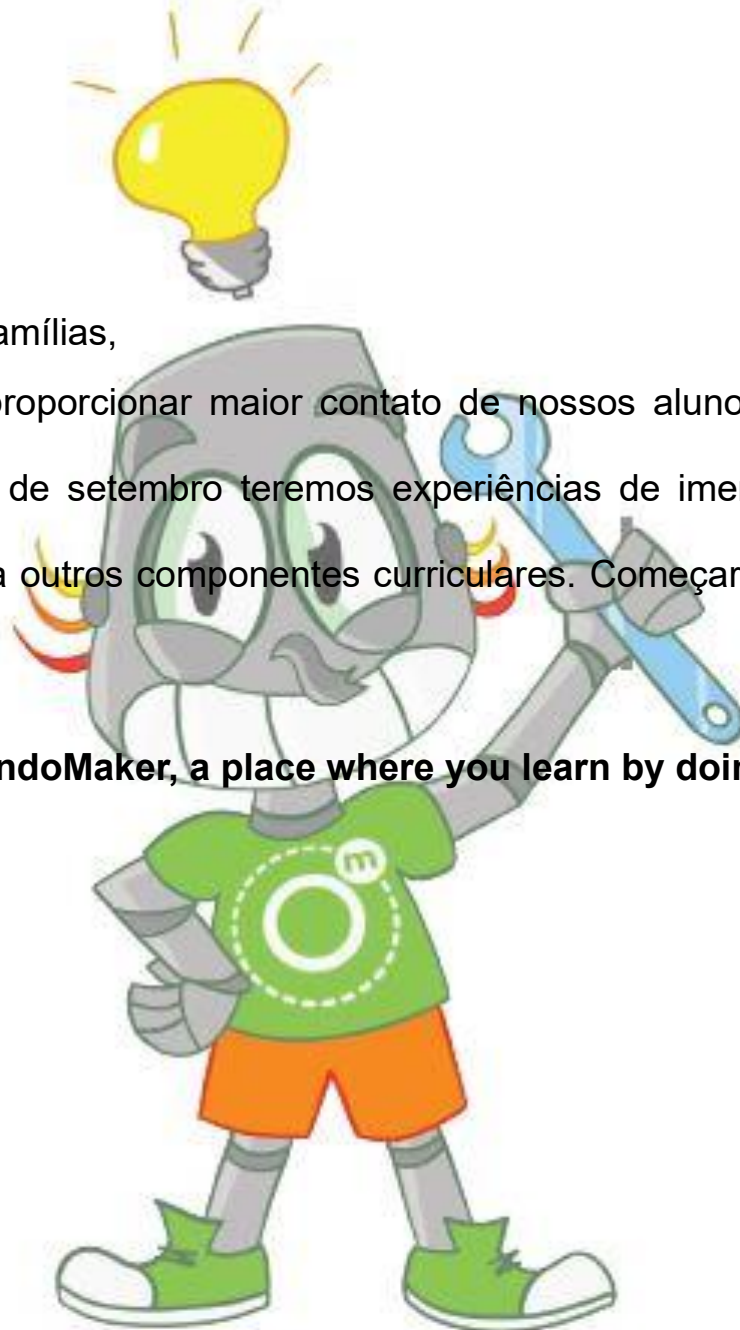 amílias,
proporcionar maior contato de nossos aluno
de setembro teremos experiências de imer
a outros componentes curriculares. Começar
ndoMaker, a place where you learn by doin
m